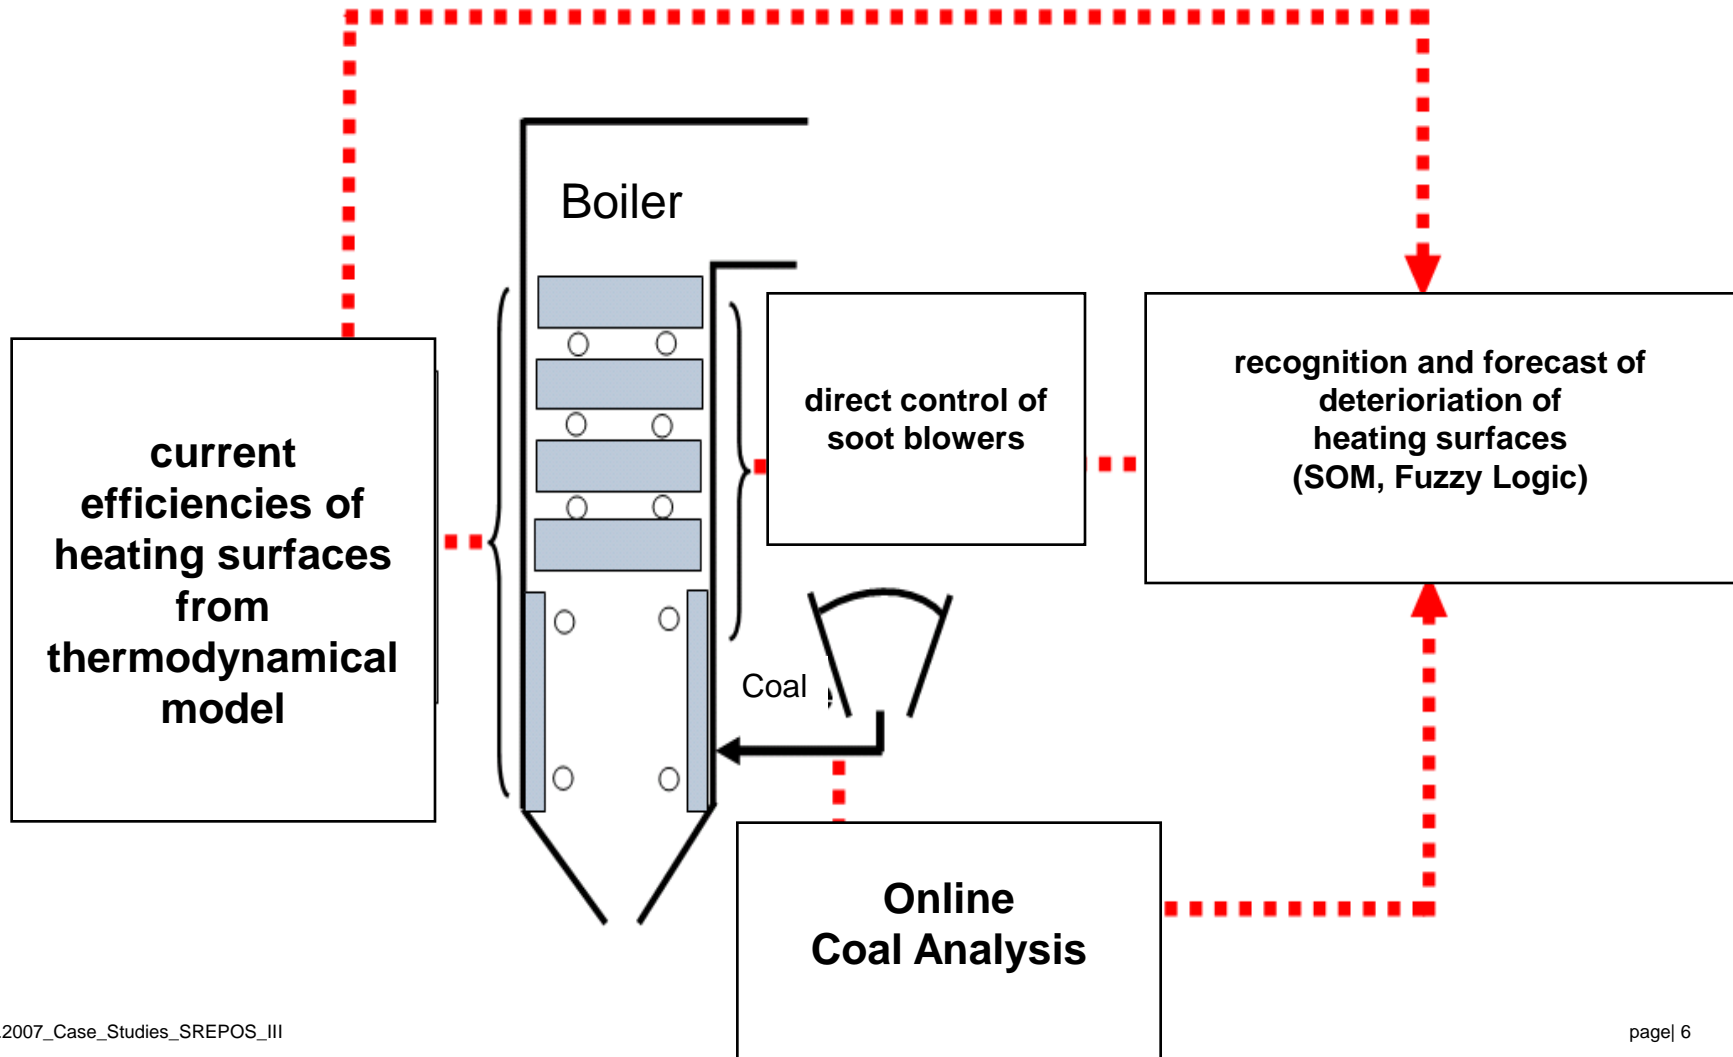 Boiler
current
efficiencies of
heating surfaces
from
thermodynamical
model
direct control of
soot blowers
recognition and forecast of
deterioriation of
heating surfaces
(SOM, Fuzzy Logic)
Coal
Online
Coal Analysis
.2007_Case_Studies_SREPOS_III
page| 6